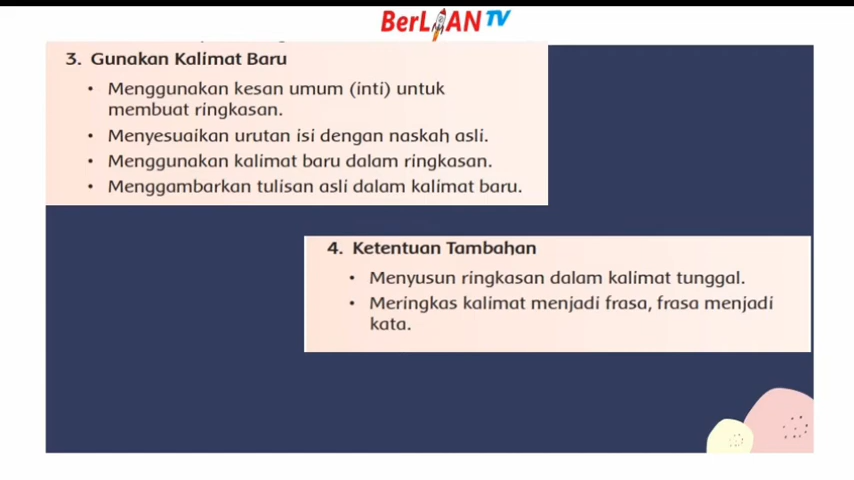 BerLIAN TV
3. Gunakan Kalimat Baru
• Menggunakan kesan umum (inti) untuk
membuat ringkasan.
• Menyesuaikan urutan isi dengan naskah asli.
• Menggunakan kalimat baru dalam ringkasan.
• Menggambarkan tulisan asli dalam kalimat baru.
4. Ketentuan Tambahan
• Menyusun ringkasan dalam kalimat tunggal.
• Meringkas kalimat menjadi frasa, frasa menjadi
kata.